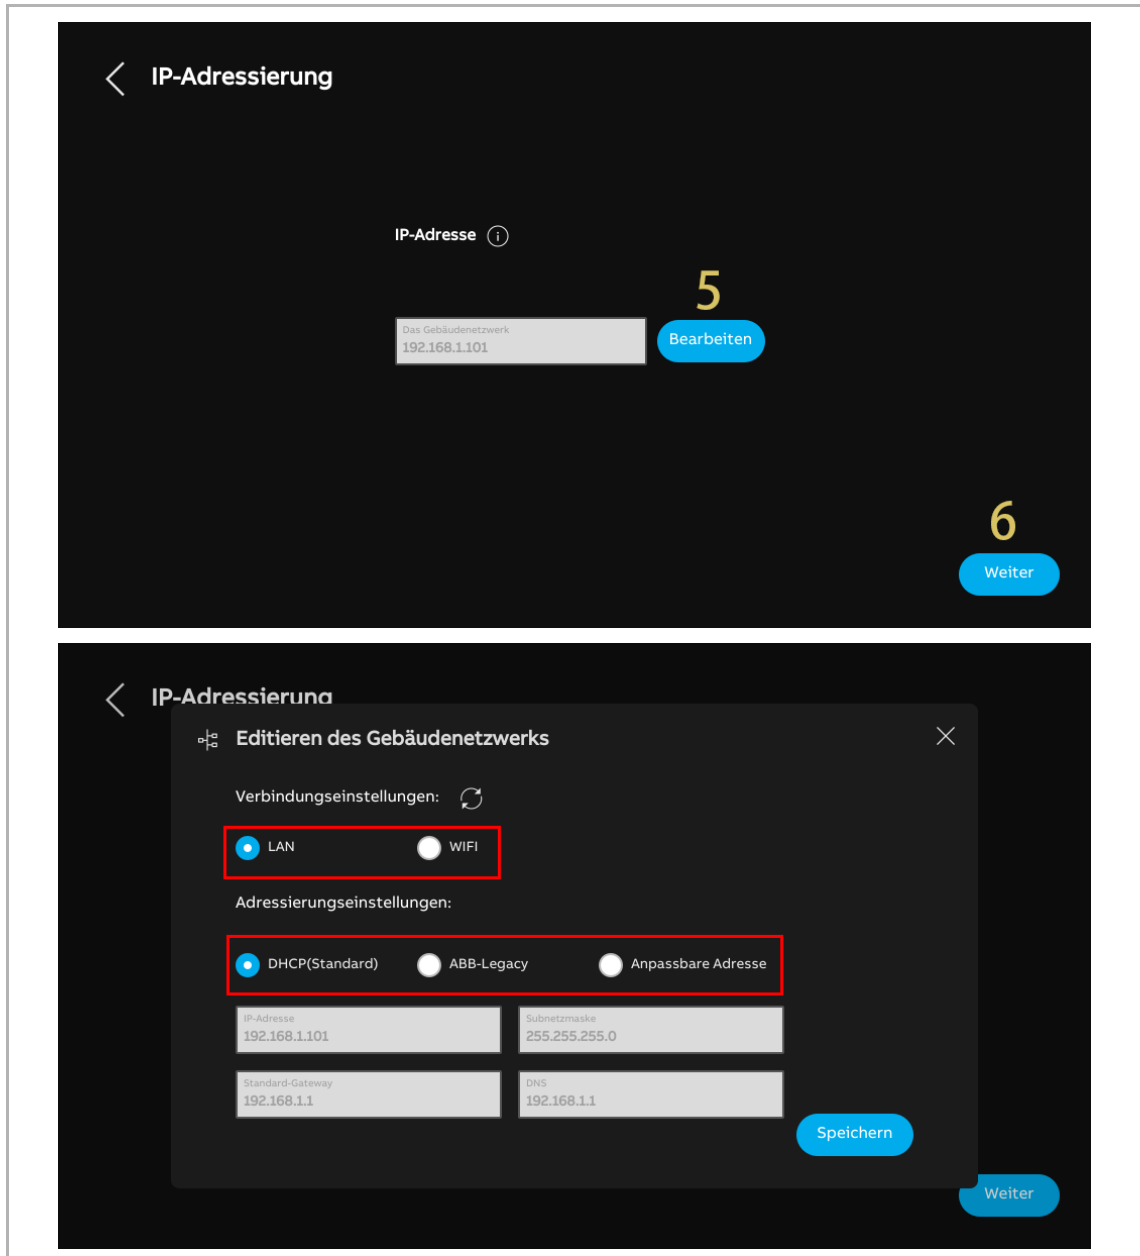 IP-Adressierung
IP-Adresse
5
Das Gebäudenetzwerk
192.168.1.101
Bearbeiten
6
Weiter
IP-Adressierung
Editieren des Gebäudenetzwerks
Verbindungseinstellungen:
LAN WIFI
Adressierungseinstellungen:
DHCP(Standard) ABB-Legacy Anpassbare Adresse
IP-Adresse Subnetzmaske
192.168.1.101 255.255.255.0
Standard-Gateway DNS
192.168.1.1 192.168.1.1
Speichern
Weiter